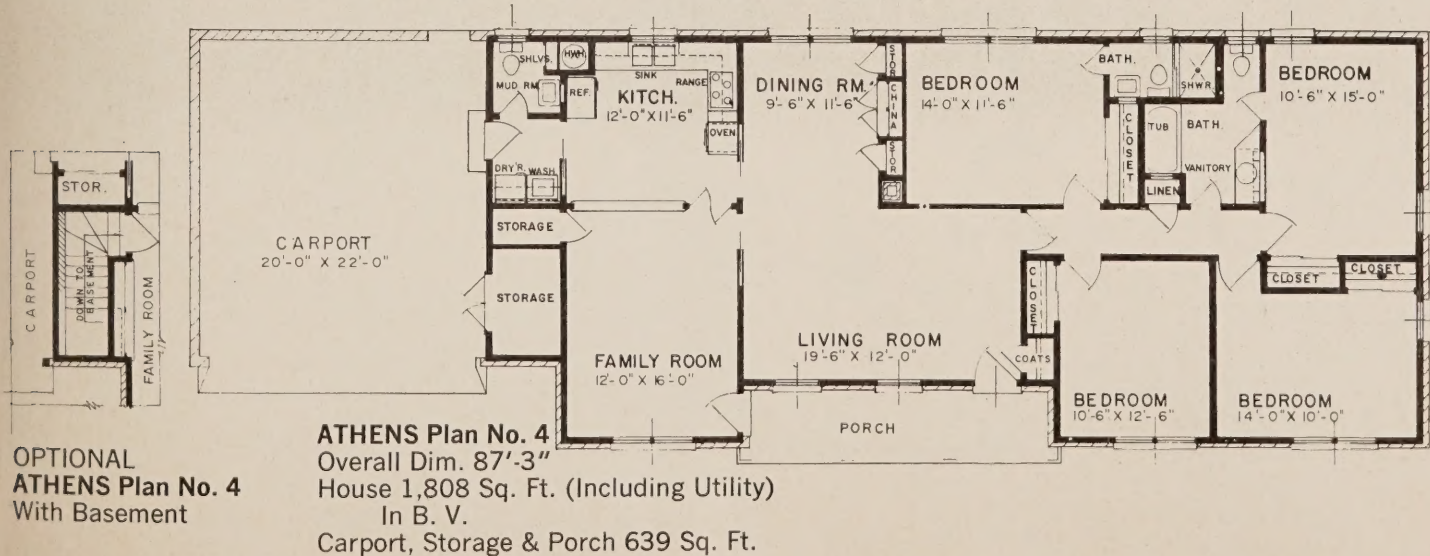 SHLVS.
HWH
MUD RM.
REF.
SINK
RANGE
KITCH.
12'-0" X 11'-6"
OVEN
DRY'R. WASH.
DINING RM.
9'-6" X 11'-6"
STOR
CHINA
STOR
BEDROOM
14'-0" X 11'-6"
BATH.
SHWR.
CLOSET
TUB
BATH.
VANITORY
LINEN
BEDROOM
10'-6" X 15'-0"
CARPORT
20'-0" X 22'-0"
STORAGE
STORAGE
FAMILY ROOM
12'-0" X 16'-0"
LIVING ROOM
19'-6" X 12'-0"
CLOSET
COATS
CLOSET
CLOSET
BEDROOM
10'-6" X 12'-6"
BEDROOM
14'-0" X 10'-0"
PORCH
STOR.
CARPORT
DOWN TO
BASEMENT
FAMILY ROOM
OPTIONAL
ATHENS Plan No. 4
With Basement
ATHENS Plan No. 4
Overall Dim. 87'-3"
House 1,808 Sq. Ft. (Including Utility)
In B. V.
Carport, Storage & Porch 639 Sq. Ft.